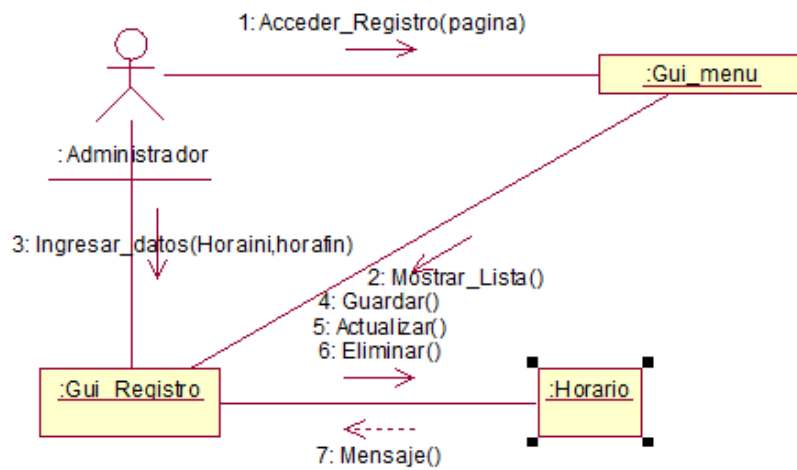 1: Acceder_Registro(pagina)
:Gui_menu
: Administrador
3: Ingresar_datos(Horaini,horafin)
2: Mostrar_Lista()
4: Guardar()
5: Actualizar()
6: Eliminar()
:Gui_Registro
:Horario
7: Mensaje()